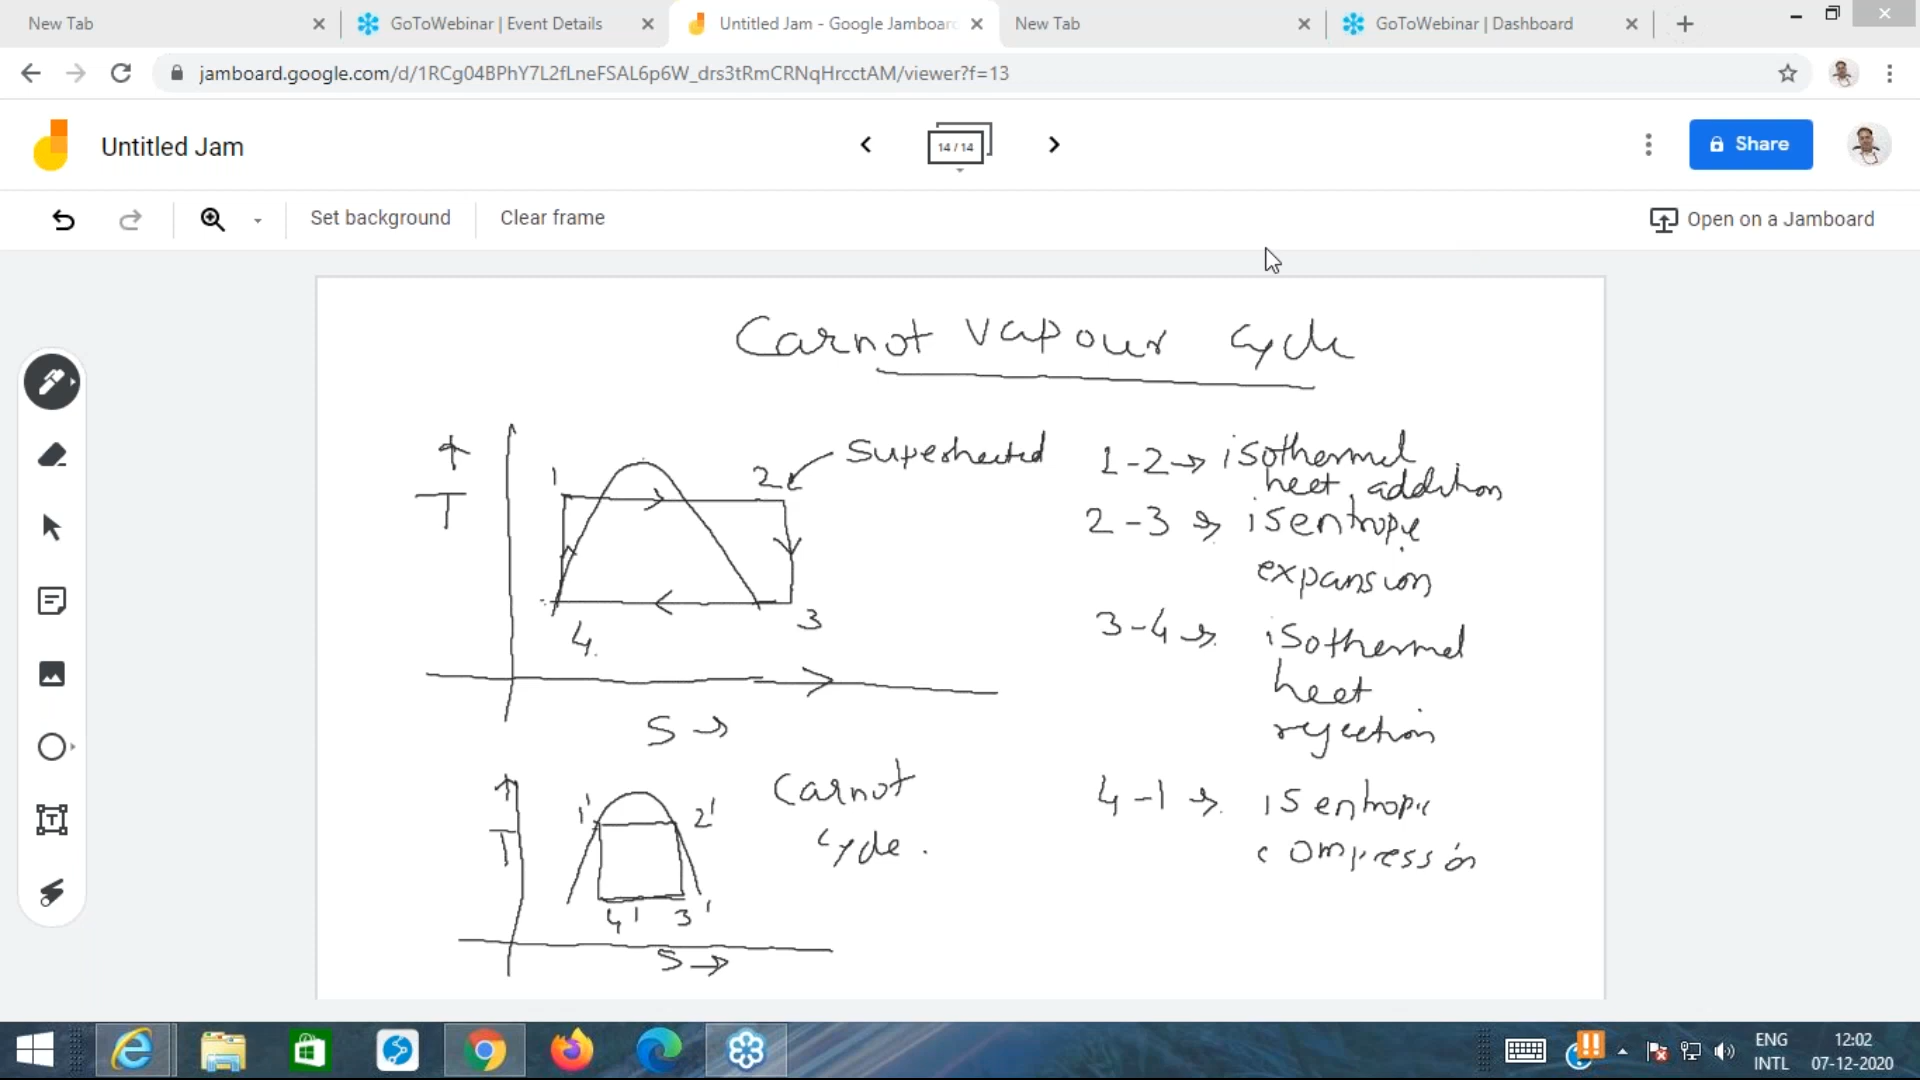 New Tab
GoToWebinar | Event Details
Untitled Jam - Google Jamboard
New Tab
GoToWebinar | Dashboard
jamboard.google.com/d/1RCg04BPhY7L2fLneFSAL6p6W_drs3tRmCRNqHrcctAM/viewer?f=13
Untitled Jam
14 / 14
Share
Set background
Clear frame
Open on a Jamboard
Carnot vapour cycle
T
1
2
Superheated
3
4.
S →
1-2 → isothermal
heat, addition
2-3 → isentropic
expansion
3-4 → isothermal
heat
rejection
4-1 → isentropic
compression
T
1'
2'
4'
3'
S →
Carnot
cycle.
ENG
INTL
12:02
07-12-2020